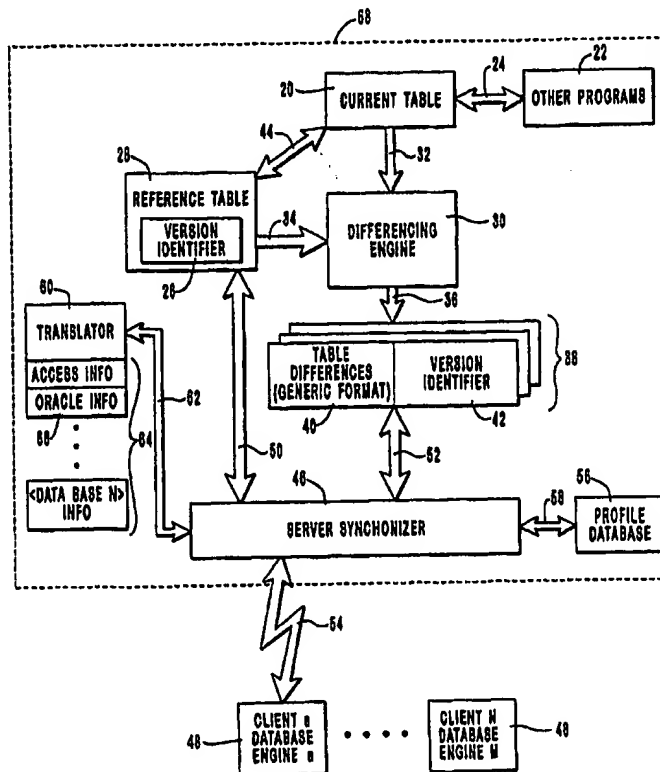 68
20
CURRENT TABLE
24
22
OTHER PROGRAMS
44
32
28
REFERENCE TABLE
VERSION
IDENTIFIER
26
34
DIFFERENCING
ENGINE
30
36
60
TRANSLATOR
ACCESS INFO
ORACLE INFO
66
<DATA BASE N>
INFO
62
64
50
TABLE
DIFFERENCES
(GENERIC FORMAT)
40
VERSION
IDENTIFIER
42
38
52
46
SERVER SYNCHONIZER
58
56
PROFILE
DATABASE
54
48
CLIENT n
DATABASE
ENGINE m
CLIENT N
DATABASE
ENGINE M
48